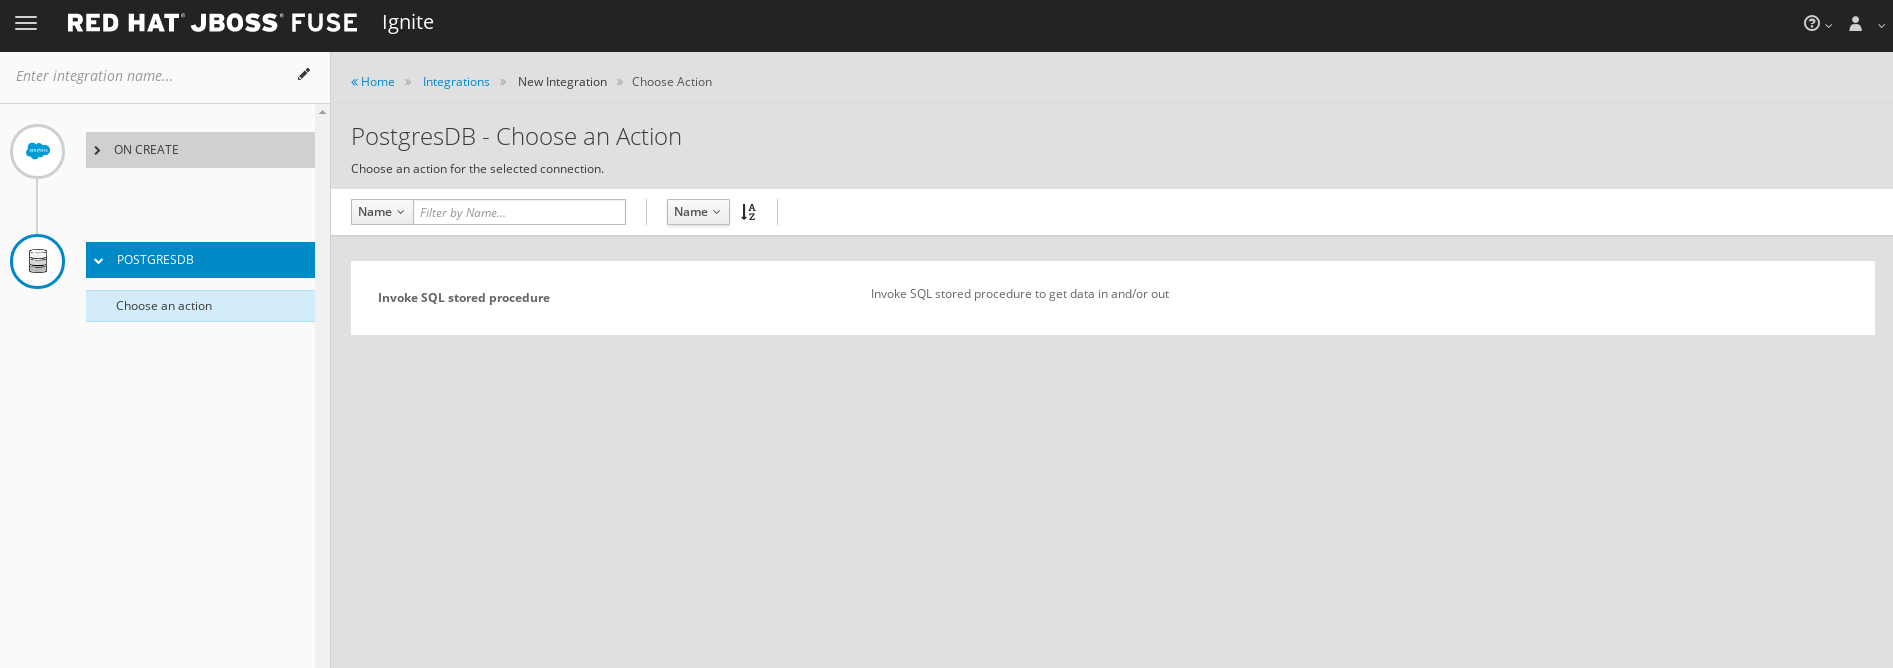 RED HAT® JBOSS® FUSE Ignite
Enter integration name...
« Home » Integrations » New Integration » Choose Action
ON CREATE
POSTGRESDB
Choose an action
PostgresDB - Choose an Action
Choose an action for the selected connection.
Name Filter by Name... Name AZ
Invoke SQL stored procedure Invoke SQL stored procedure to get data in and/or out